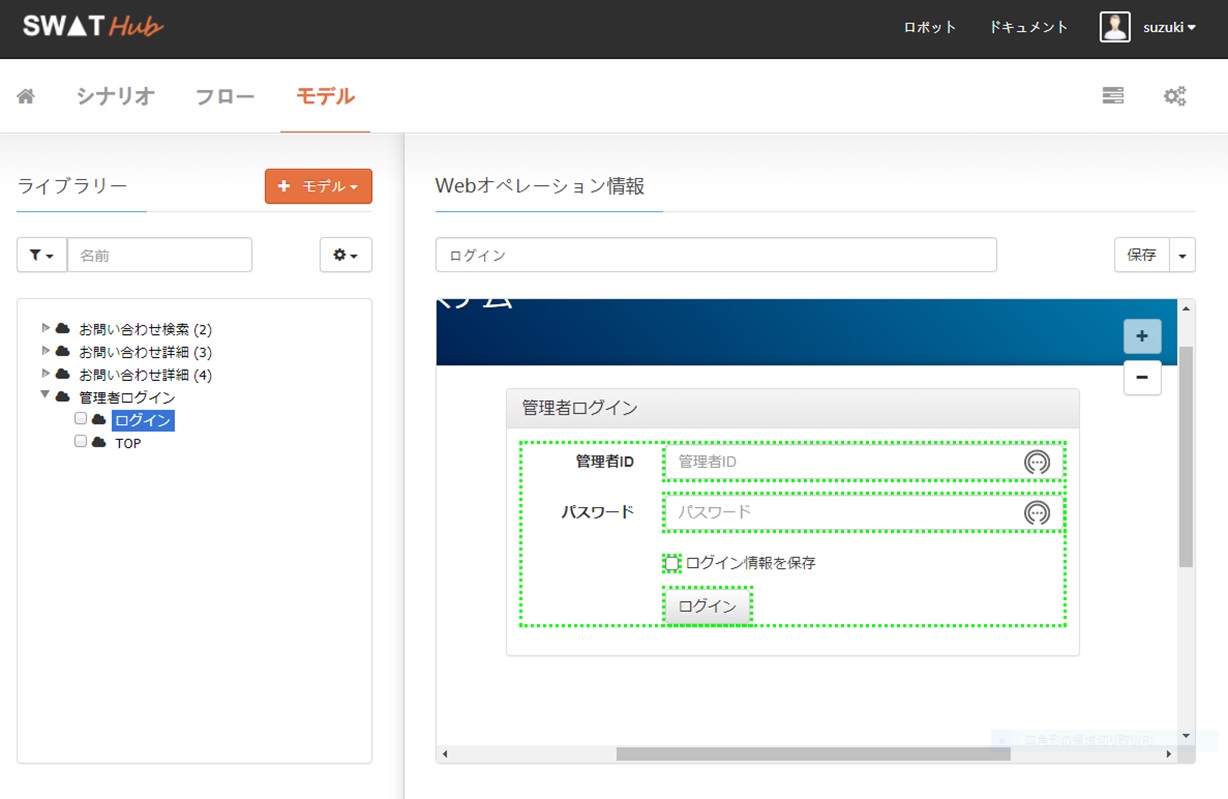 SWAT Hub
ロボット ドキュメント suzuki
シナリオ フロー モデル
ライブラリー
モデル
名前
お問い合わせ検索 (2)
お問い合わせ詳細 (3)
お問い合わせ詳細 (4)
管理者ログイン
ログイン
TOP
Webオペレーション情報
ログイン
保存
テム
管理者ログイン
管理者ID 管理者ID
パスワード パスワード
ログイン情報を保存
ログイン